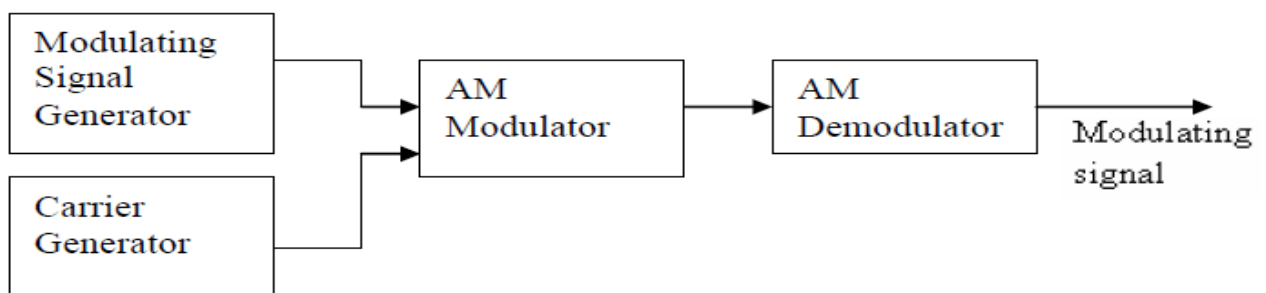 Modulating
Signal
Generator
AM
Modulator
AM
Demodulator
Modulating
signal
Carrier
Generator